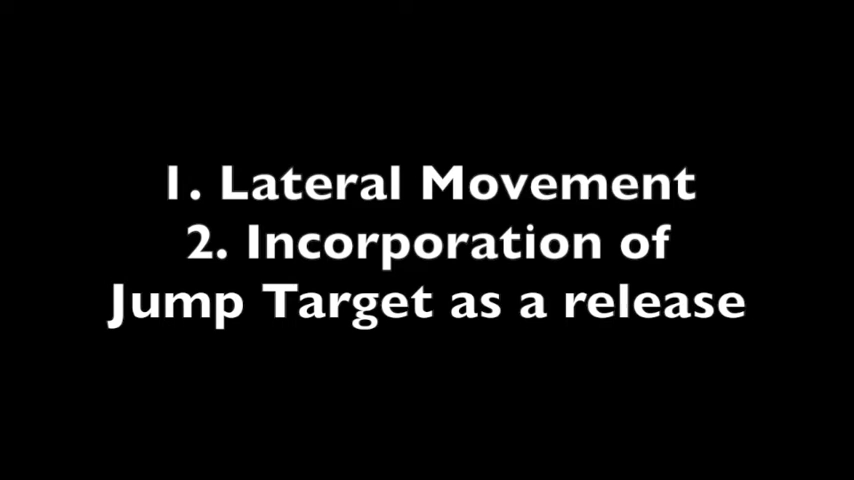 1. Lateral Movement
2. Incorporation of
Jump Target as a release